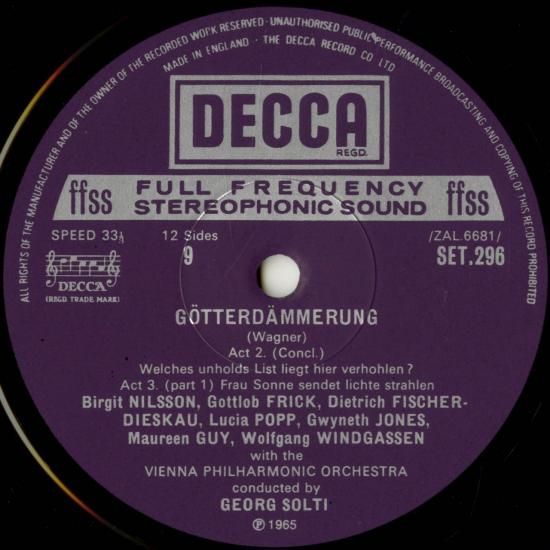 ALL RIGHTS OF THE MANUFACTURER AND OF THE OWNER OF THE RECORDED WORK RESERVED · UNAUTHORISED PUBLIC PERFORMANCE BROADCASTING AND COPYING OF THIS RECORD PROHIBITED
MADE IN ENGLAND · THE DECCA RECORD CO LTD
DECCA
REGD.
ffss FULL FREQUENCY ffss
STEREOPHONIC SOUND
SPEED 33⅓ 12 Sides /ZAL.6681/
9 SET.296
DECCA
(REGD. TRADE MARK)
GÖTTERDÄMMERUNG
(Wagner)
Act 2. (Concl.)
Welches unholds List liegt hier verhohlen?
Act 3. (part 1) Frau Sonne sendet lichte strahlen
Birgit NILSSON, Gottlob FRICK, Dietrich FISCHER-
DIESKAU, Lucia POPP, Gwyneth JONES,
Maureen GUY, Wolfgang WINDGASSEN
with the
VIENNA PHILHARMONIC ORCHESTRA
conducted by
GEORG SOLTI
℗ 1965